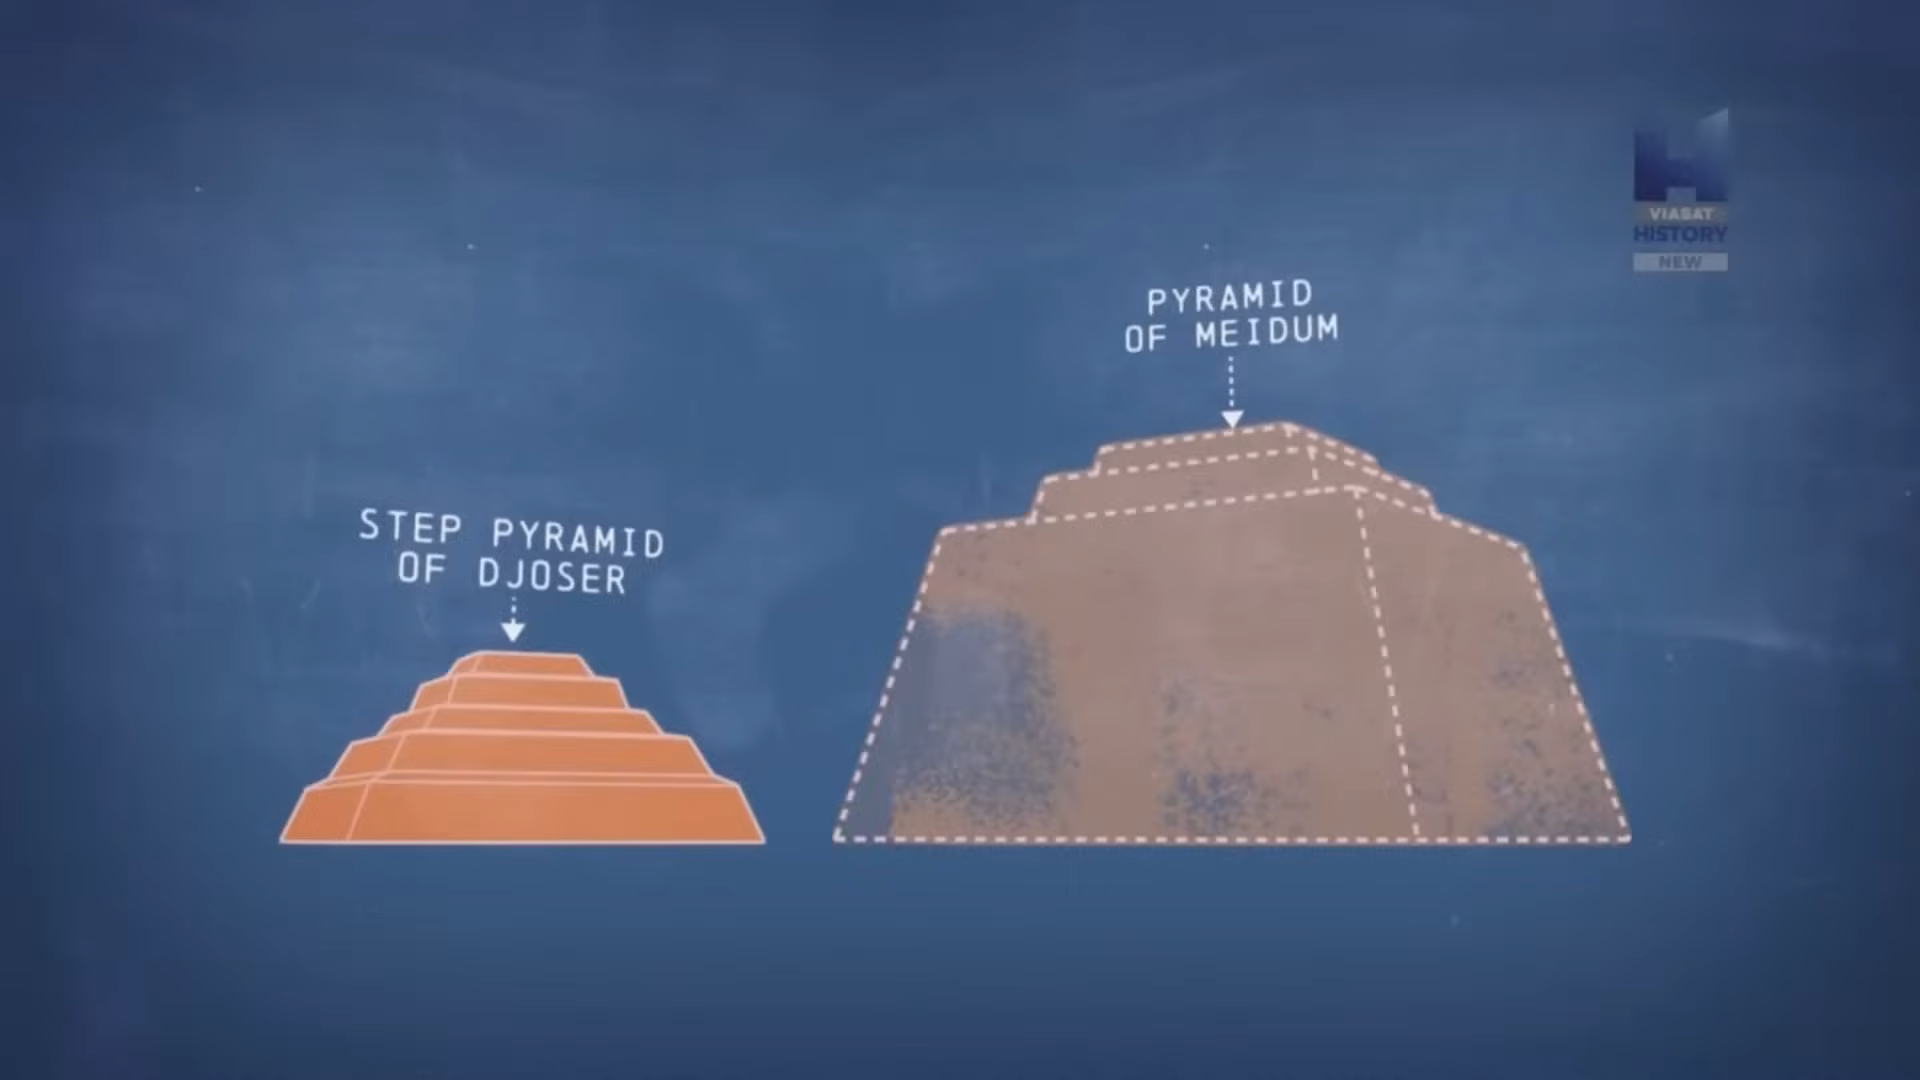 STEP PYRAMID
OF DJOSER
PYRAMID
OF MEIDUM
VIASAT
HISTORY
NEW